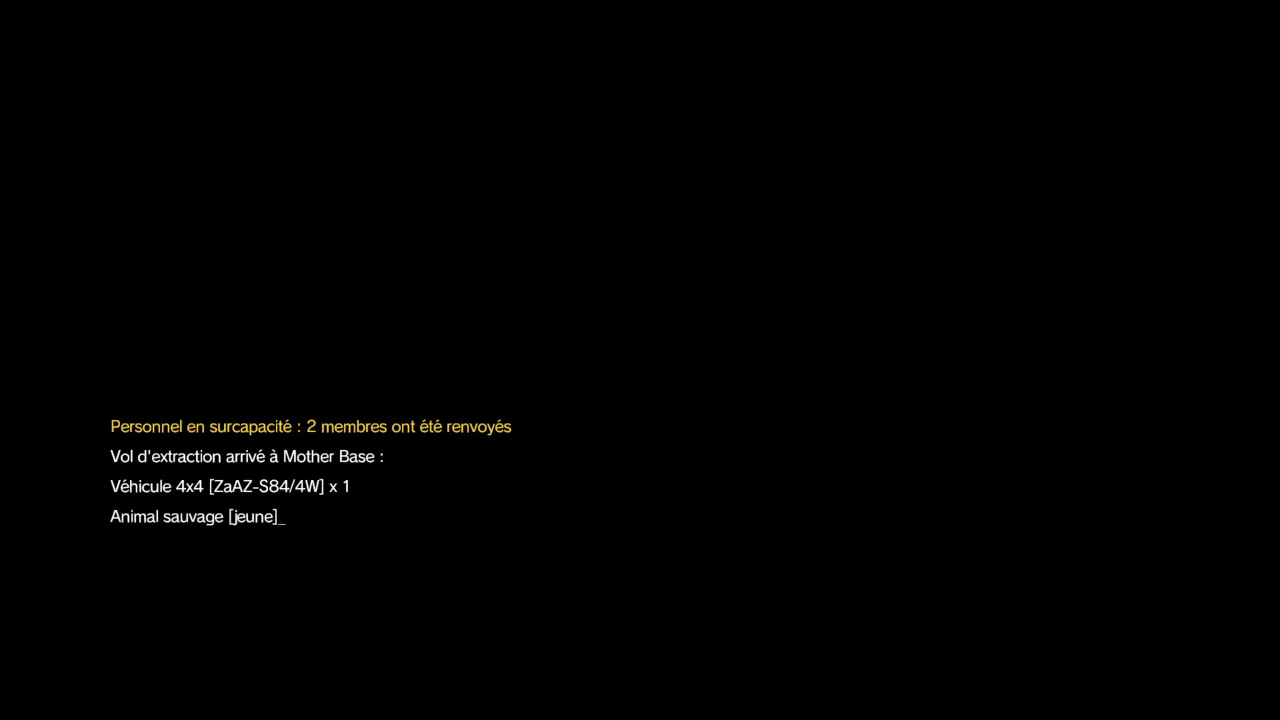 Personnel en surcapacité : 2 membres ont été renvoyés
Vol d'extraction arrivé à Mother Base :
Véhicule 4x4 [ZaAZ-S84/4W] x 1
Animal sauvage [jeune]_